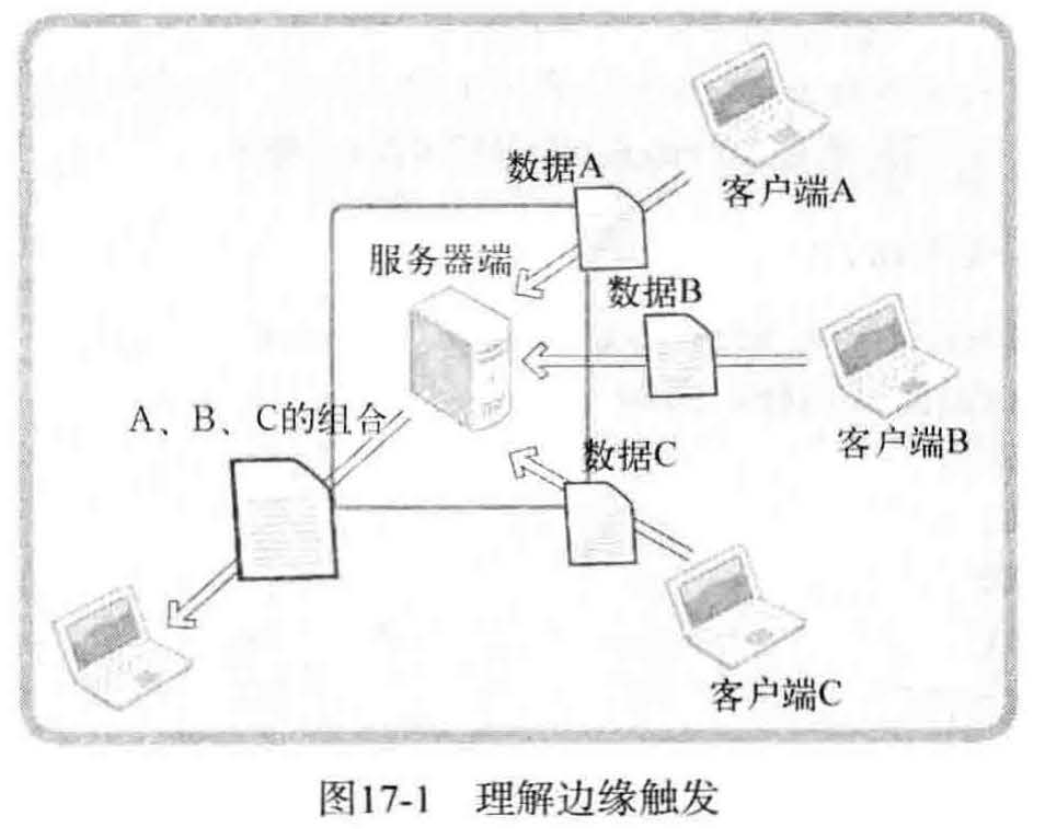 数据A
客户端A
服务器端
数据B
A、B、C的组合
客户端B
数据C
客户端C
图17-1 理解边缘触发